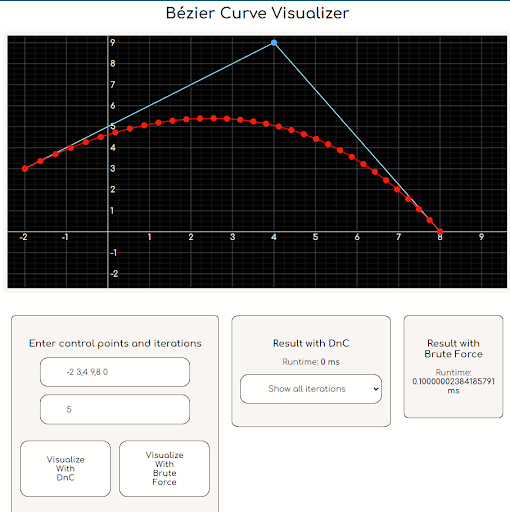 Bézier Curve Visualizer
9
8
7
6
5
4
3
2
1
-2 -1 1 2 3 4 5 6 7 8 9
-1
-2
Enter control points and iterations
-2 3,4 9,8 0
5
Visualize
With
DnC
Visualize
With
Brute
Force
Result with DnC
Runtime: 0 ms
Show all iterations
Result with
Brute Force
Runtime:
0.10000002384185791
ms